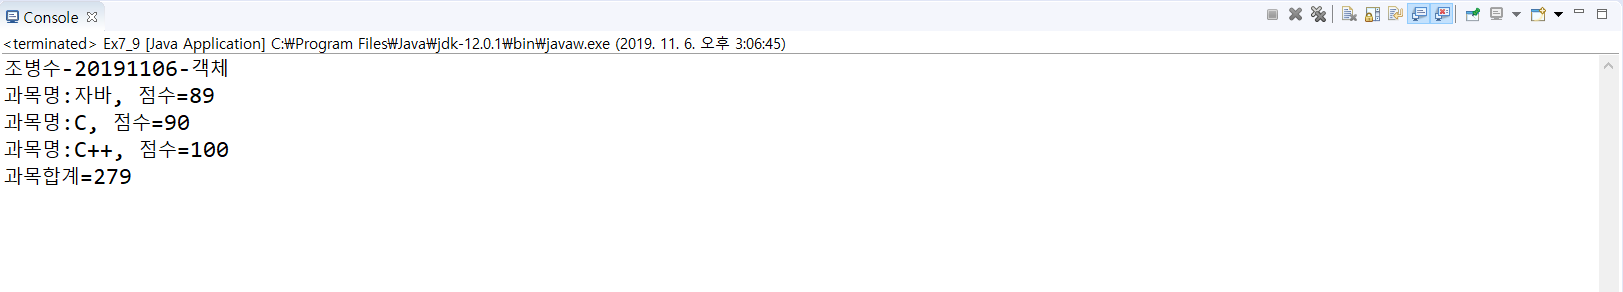 Console
<terminated> Ex7_9 [Java Application] C:₩Program Files₩Java₩jdk-12.0.1₩bin₩javaw.exe (2019. 11. 6. 오후 3:06:45)
조병수-20191106-객체
과목명:자바, 점수=89
과목명:C, 점수=90
과목명:C++, 점수=100
과목합계=279